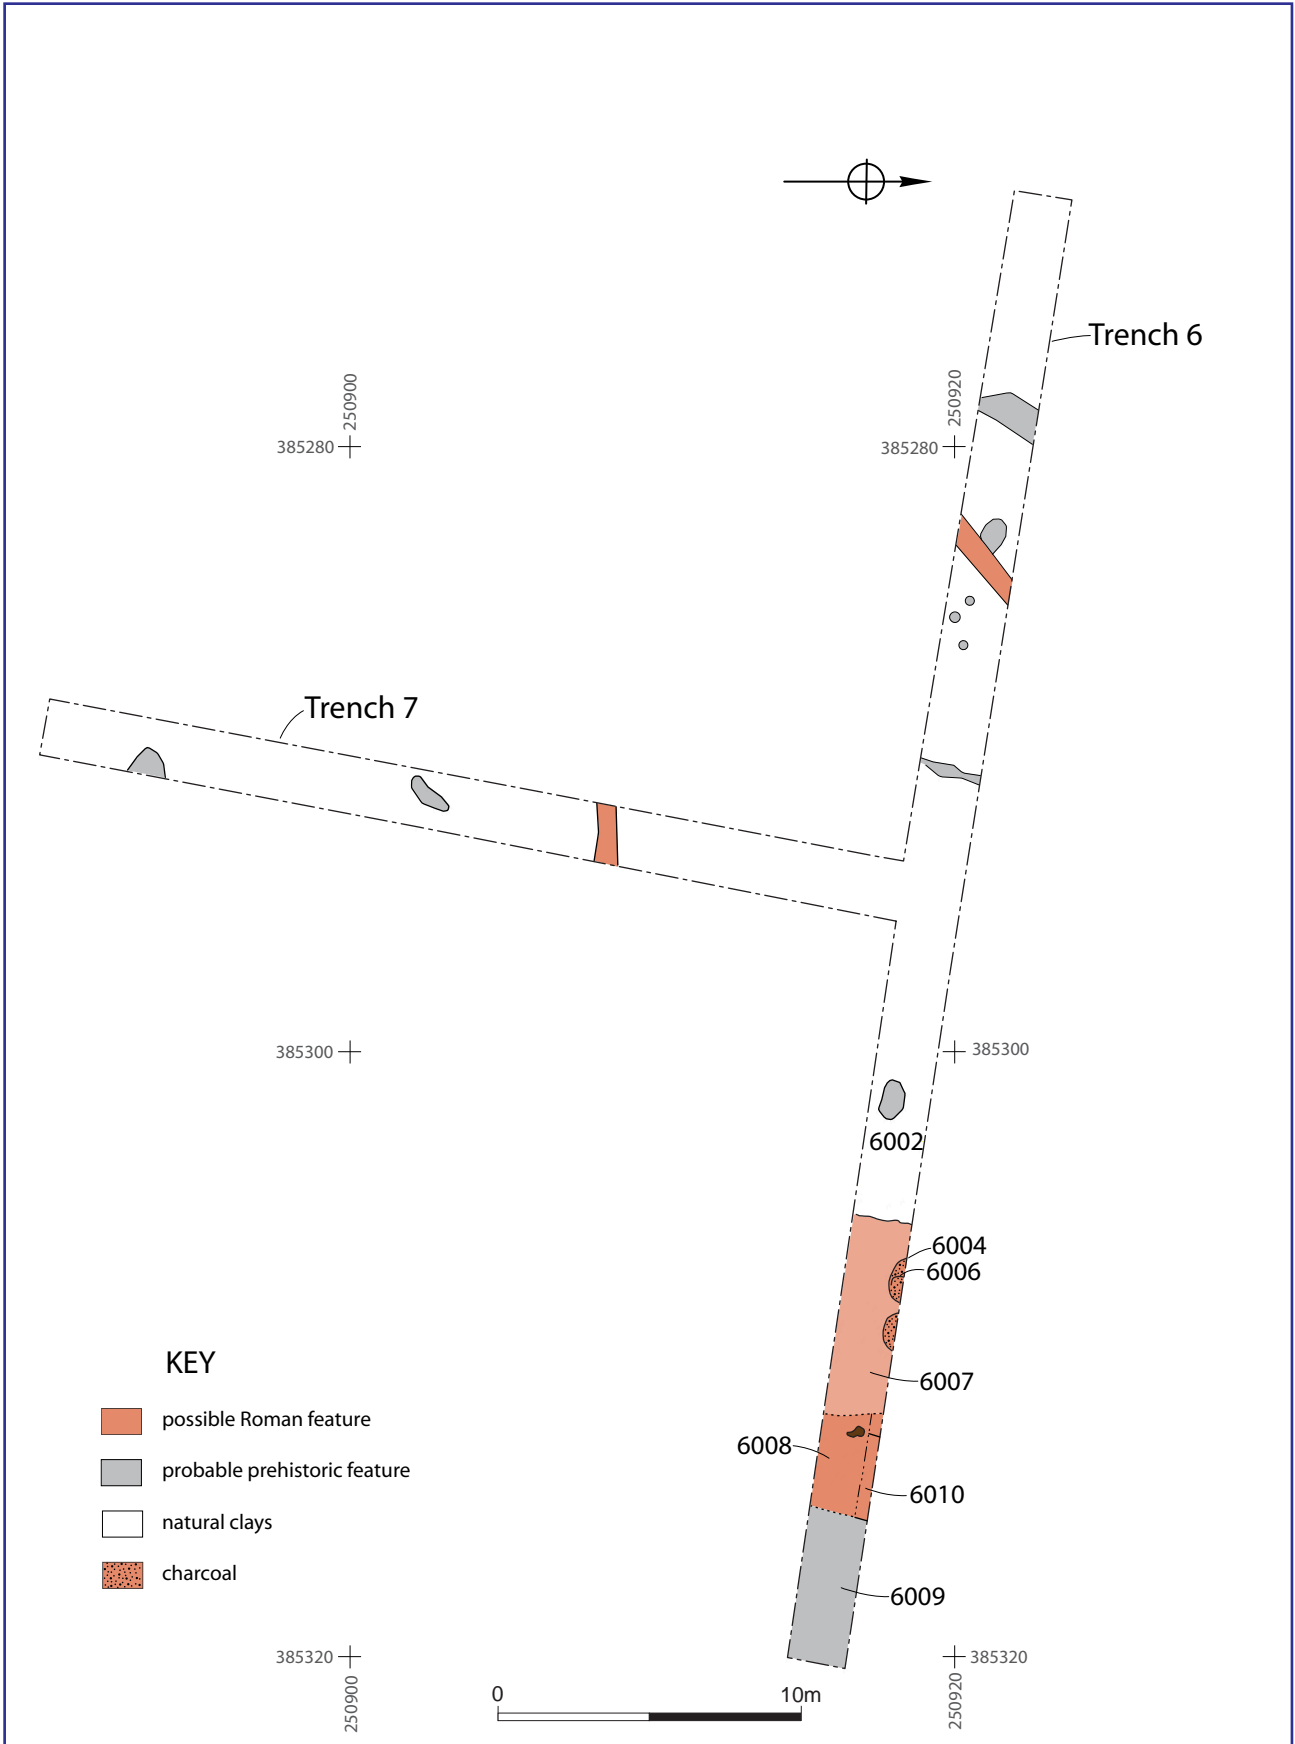 Trench 6
250900
250920
385280
385280
Trench 7
385300
385300
6002
6004
6006
KEY
6007
possible Roman feature
6008
probable prehistoric feature
6010
natural clays
charcoal
6009
385320
385320
250900
250920
0 10m